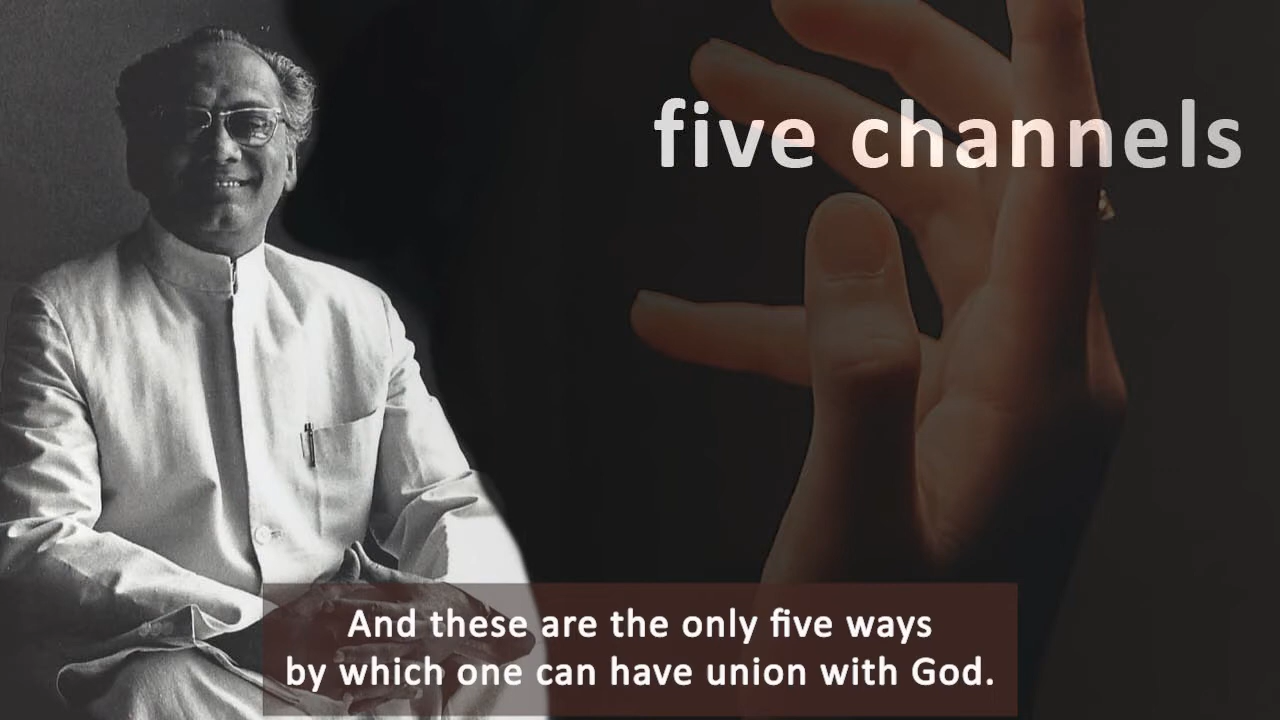 five channels
And these are the only five ways
by which one can have union with God.